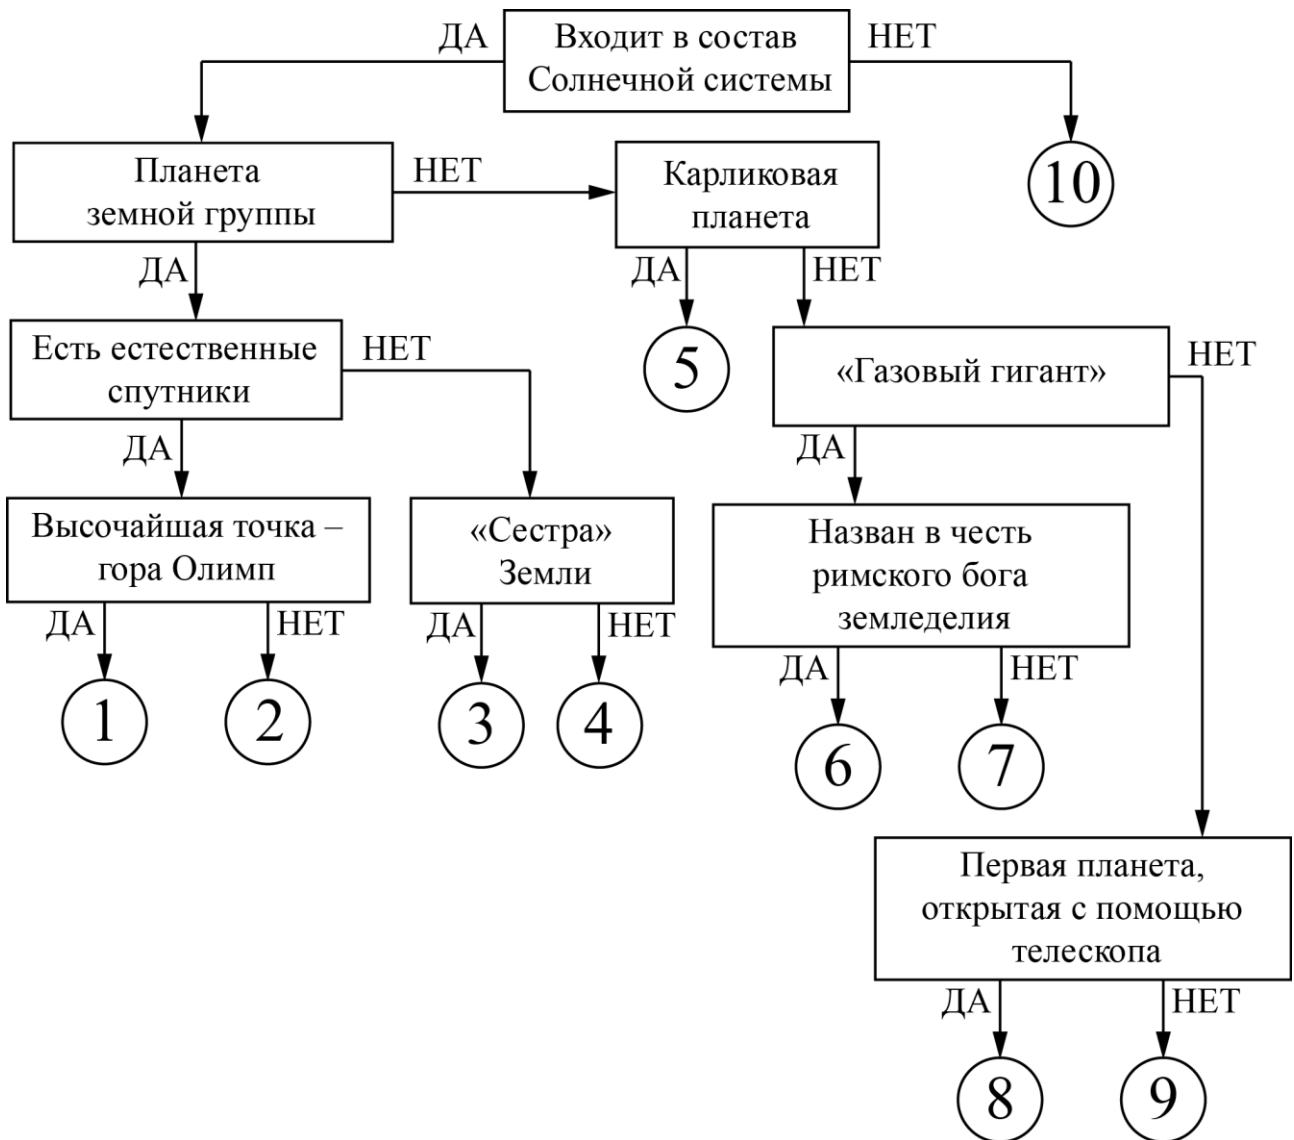 ДА
Входит в состав
Солнечной системы
НЕТ
Планета
земной группы
НЕТ
Карликовая
планета
10
ДА
ДА
НЕТ
Есть естественные
спутники
НЕТ
5
«Газовый гигант»
НЕТ
ДА
ДА
Высочайшая точка –
гора Олимп
«Сестра»
Земли
Назван в честь
римского бога
земледелия
ДА
НЕТ
ДА
НЕТ
ДА
НЕТ
1
2
3
4
6
7
Первая планета,
открытая с помощью
телескопа
ДА
НЕТ
8
9